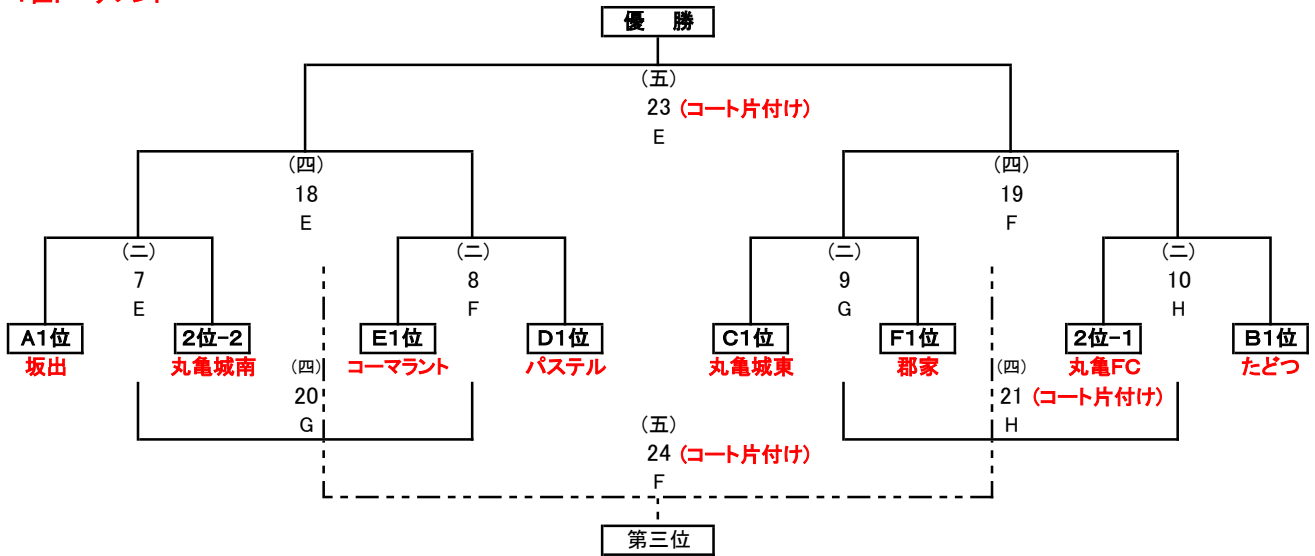 優 勝
(五)
23 (コート片付け)
E
(四) (四)
18 19
E F
(二) (二) (二) (二)
7 8 9 10
E F G H
A1位 2位-2 E1位 D1位 C1位 F1位 2位-1 B1位
坂出 丸亀城南 コーマラント パステル 丸亀城東 郡家 丸亀FC たどつ
(四) (四)
20 21 (コート片付け)
G H
(五)
24 (コート片付け)
F
第三位